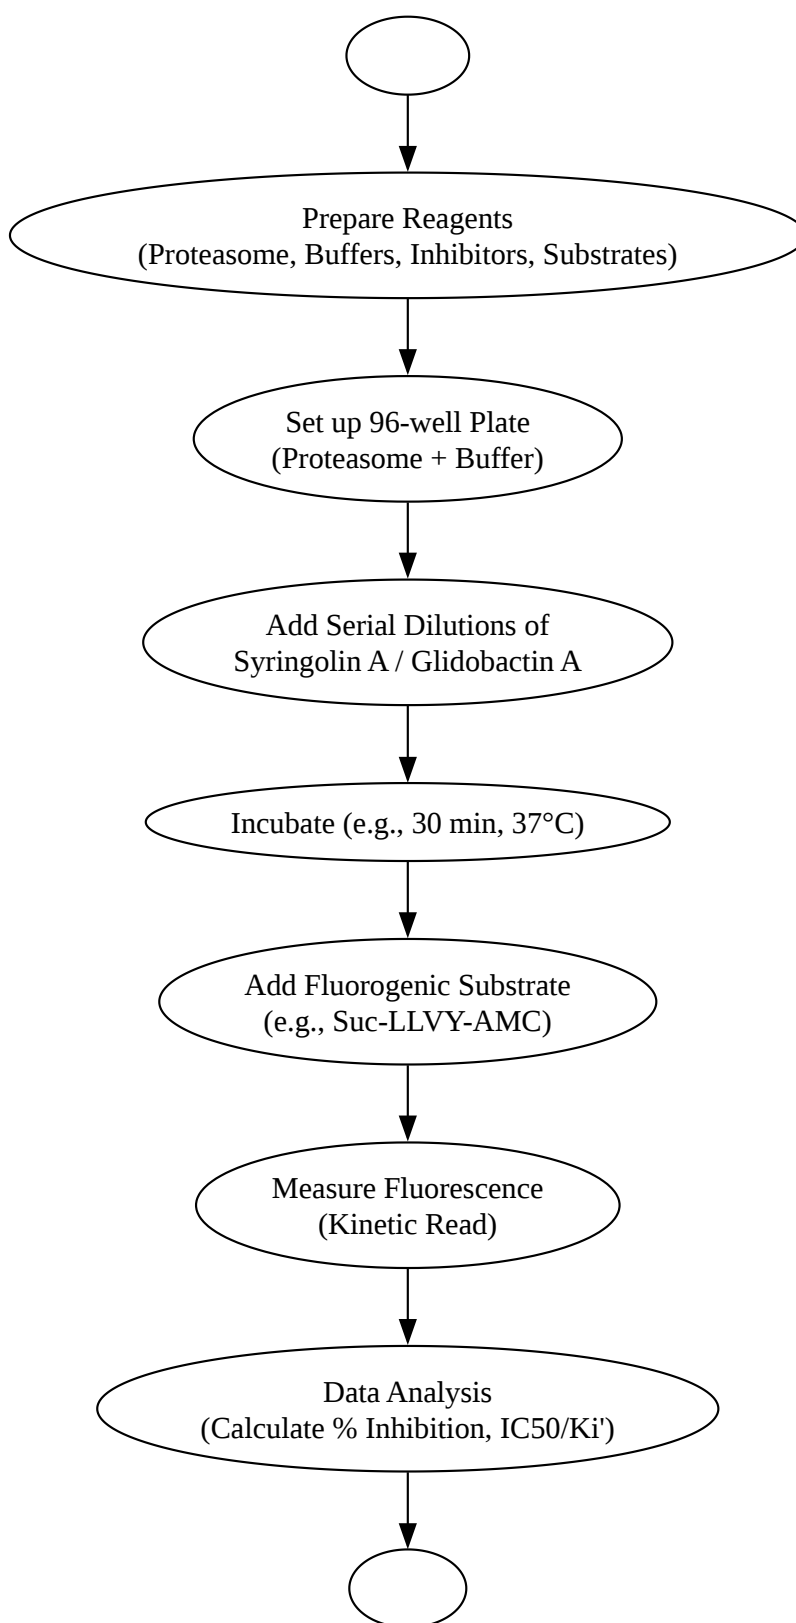 Prepare Reagents
(Proteasome, Buffers, Inhibitors, Substrates)
Set up 96-well Plate
(Proteasome + Buffer)
Add Serial Dilutions of
Syringolin A / Glidobactin A
Incubate (e.g., 30 min, 37°C)
Add Fluorogenic Substrate
(e.g., Suc-LLVY-AMC)
Measure Fluorescence
(Kinetic Read)
Data Analysis
(Calculate % Inhibition, IC50/Ki')